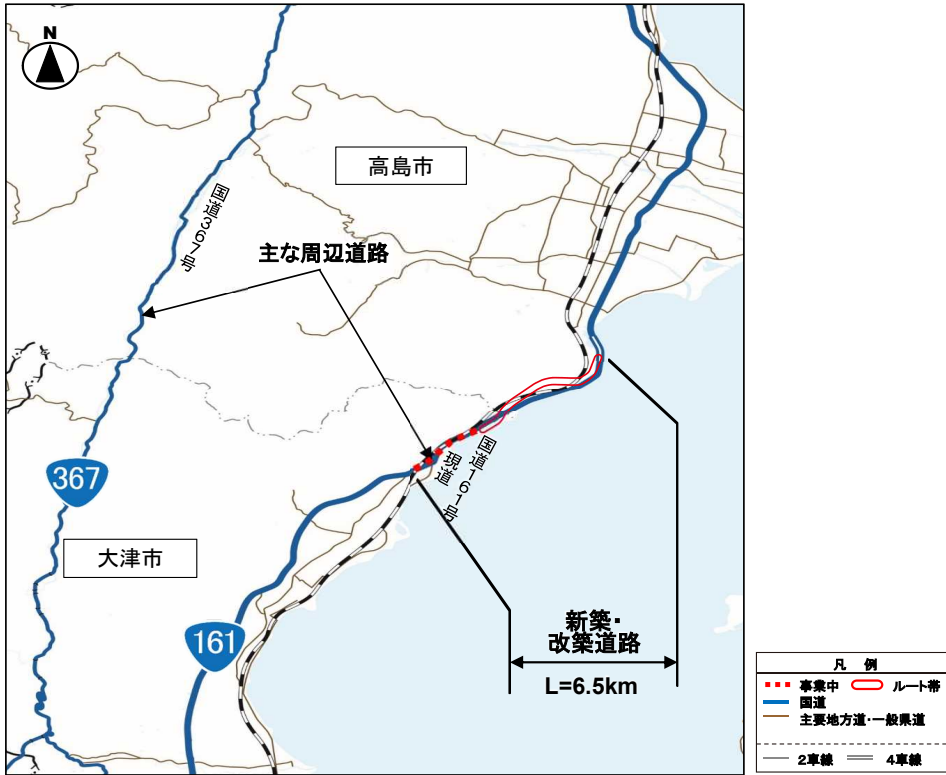 N
高島市
国道367号
主な周辺道路
国道161号
現道
367
大津市
161
新築・
改築道路
L=6.5km
凡 例
事業中 ルート帯
国道
主要地方道・一般県道
2車線 4車線